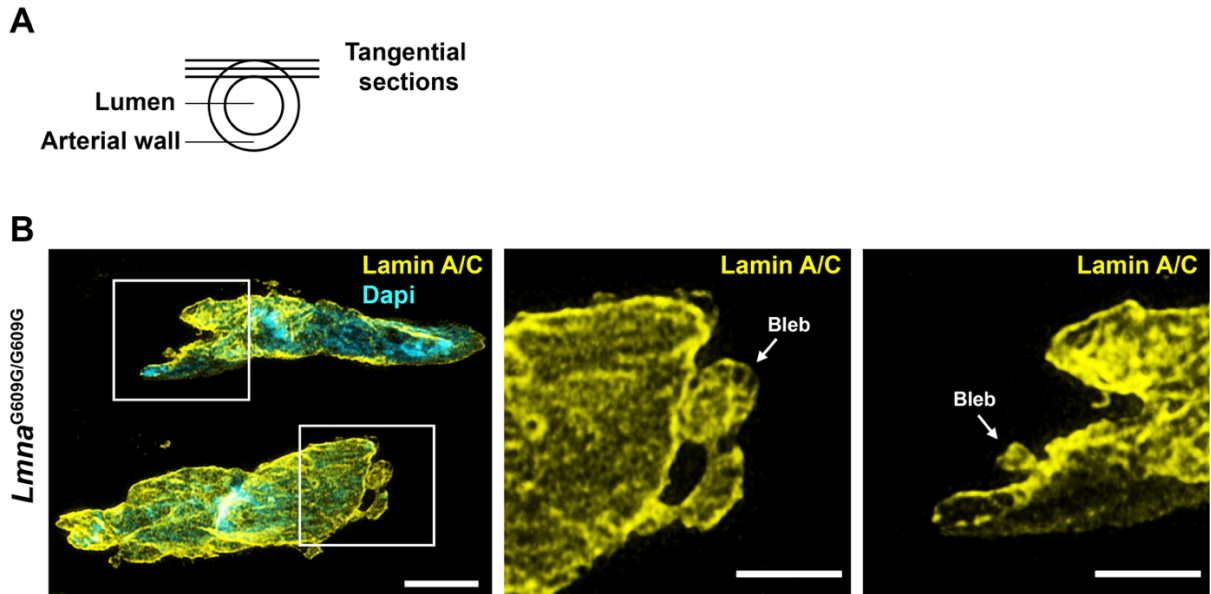 A
Tangential
sections
Lumen
Arterial wall
B
Lmna^G609G/G609G
Lamin A/C
Dapi
Lamin A/C
Bleb
Lamin A/C
Bleb